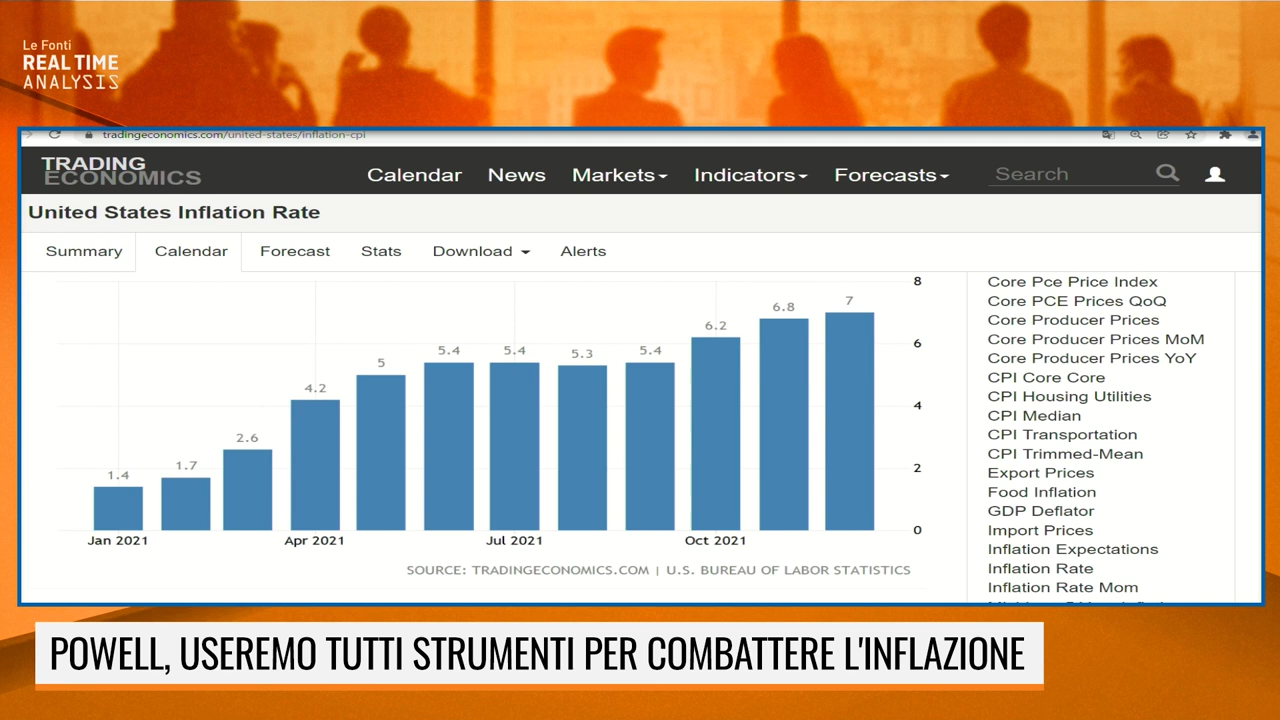 Le Fonti
REAL TIME
ANALYSIS
tradingeconomics.com/united-states/inflation-cpi
TRADING
ECONOMICS
Calendar News Markets Indicators Forecasts Search
United States Inflation Rate
Summary Calendar Forecast Stats Download Alerts
8
6
4
2
0
1.4 1.7 2.6 4.2 5 5.4 5.4 5.3 5.4 6.2 6.8 7
Jan 2021 Apr 2021 Jul 2021 Oct 2021
SOURCE: TRADINGECONOMICS.COM | U.S. BUREAU OF LABOR STATISTICS
Core Pce Price Index
Core PCE Prices QoQ
Core Producer Prices
Core Producer Prices MoM
Core Producer Prices YoY
CPI Core Core
CPI Housing Utilities
CPI Median
CPI Transportation
CPI Trimmed-Mean
Export Prices
Food Inflation
GDP Deflator
Import Prices
Inflation Expectations
Inflation Rate
Inflation Rate Mom
POWELL, USEREMO TUTTI STRUMENTI PER COMBATTERE L'INFLAZIONE